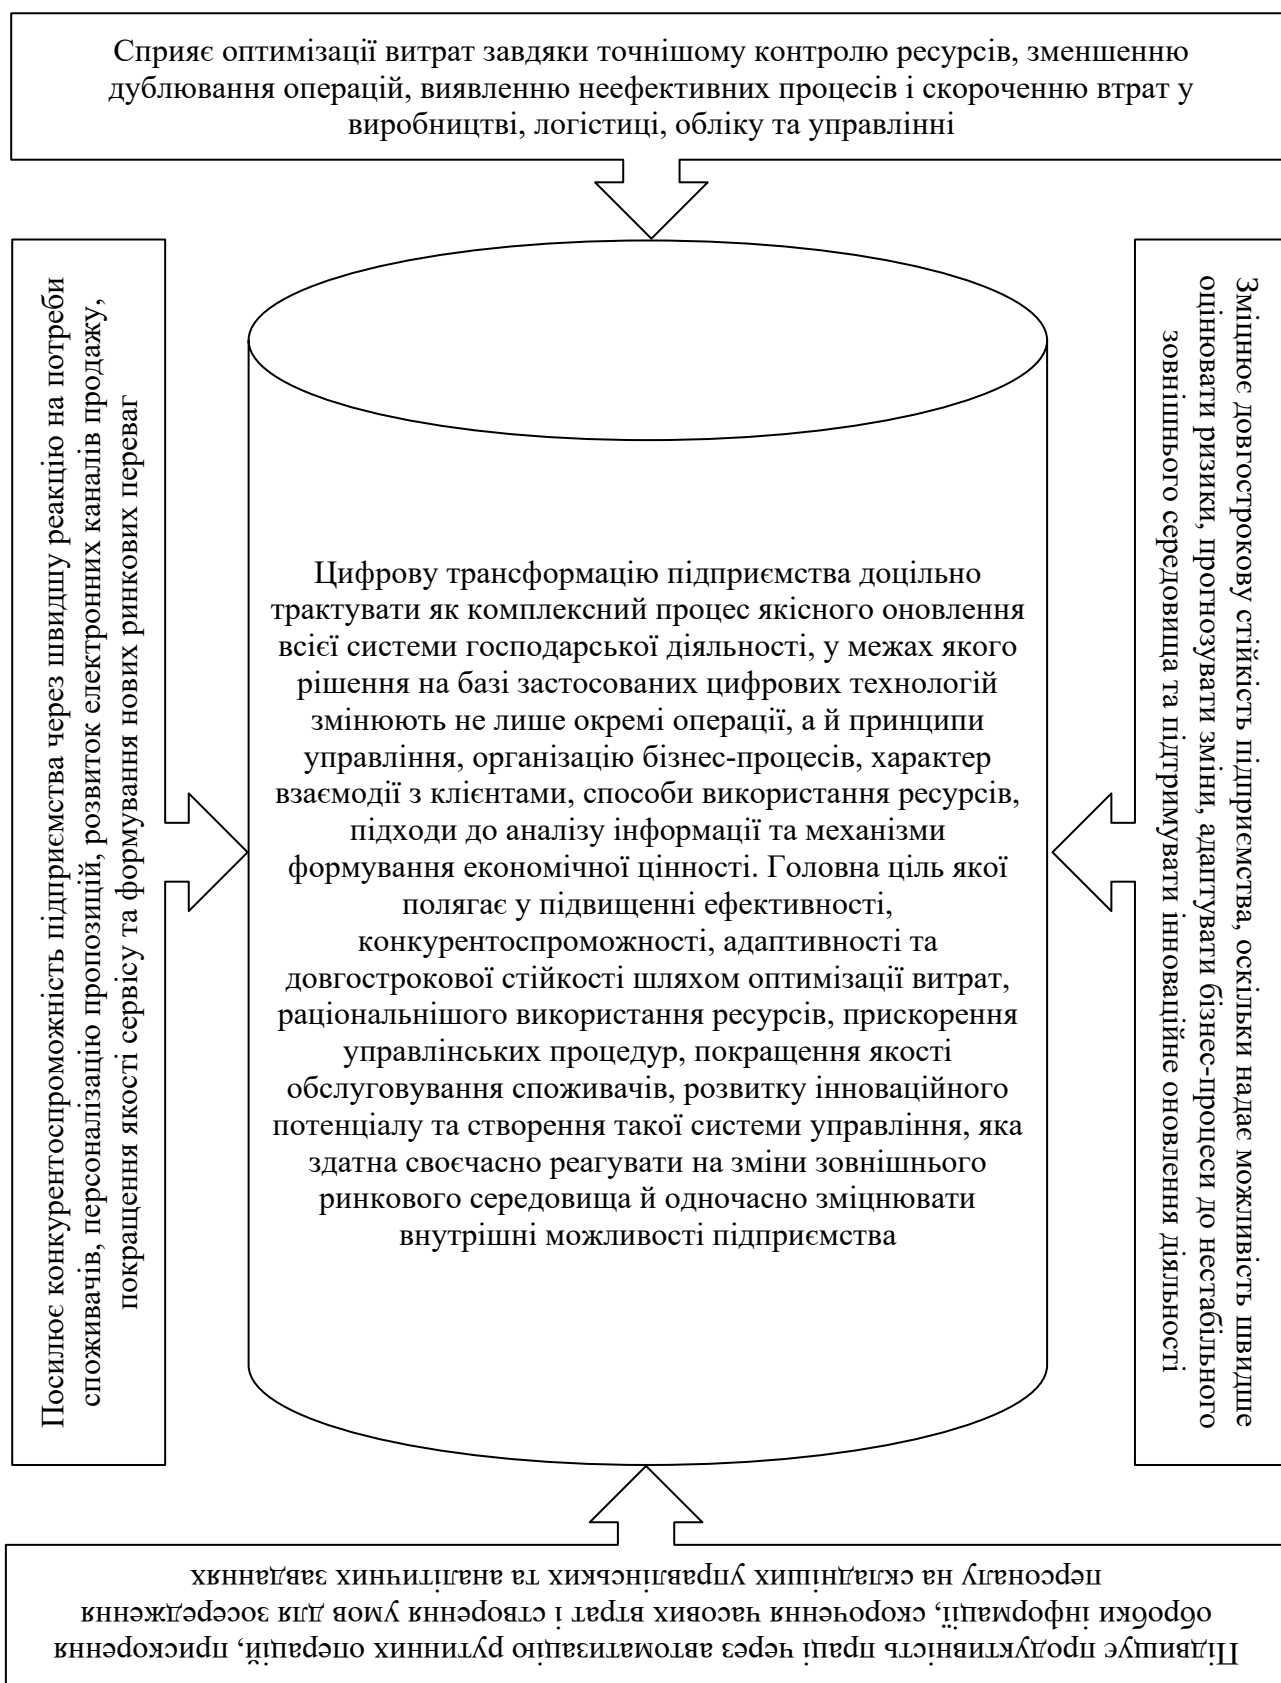 Сприяє оптимізації витрат завдяки точнішому контролю ресурсів, зменшенню
дублювання операцій, виявленню неефективних процесів і скороченню втрат у
виробництві, логістиці, обліку та управлінні
Посилює конкурентоспроможність підприємства через швидшу реакцію на потреби
споживачів, персоналізацію пропозицій, розвиток електронних каналів продажу,
покращення якості сервісу та формування нових ринкових переваг
Цифрову трансформацію підприємства доцільно
трактувати як комплексний процес якісного оновлення
всієї системи господарської діяльності, у межах якого
рішення на базі застосованих цифрових технологій
змінюють не лише окремі операції, а й принципи
управління, організацію бізнес-процесів, характер
взаємодії з клієнтами, способи використання ресурсів,
підходи до аналізу інформації та механізми
формування економічної цінності. Головна ціль якої
полягає у підвищенні ефективності,
конкурентоспроможності, адаптивності та
довгострокової стійкості шляхом оптимізації витрат,
раціональнішого використання ресурсів, прискорення
управлінських процедур, покращення якості
обслуговування споживачів, розвитку інноваційного
потенціалу та створення такої системи управління, яка
здатна своєчасно реагувати на зміни зовнішнього
ринкового середовища й одночасно зміцнювати
внутрішні можливості підприємства
Зміцнює довгострокову стійкість підприємства, оскільки надає можливість швидше
оцінювати ризики, прогнозувати зміни, адаптувати бізнес-процеси до нестабільного
зовнішнього середовища та підтримувати інноваційне оновлення діяльності
Підвищує продуктивність праці через автоматизацію рутинних операцій, прискорення
обробки інформації, скорочення часових втрат і створення умов для зосередження
персоналу на складніших управлінських та аналітичних завданнях